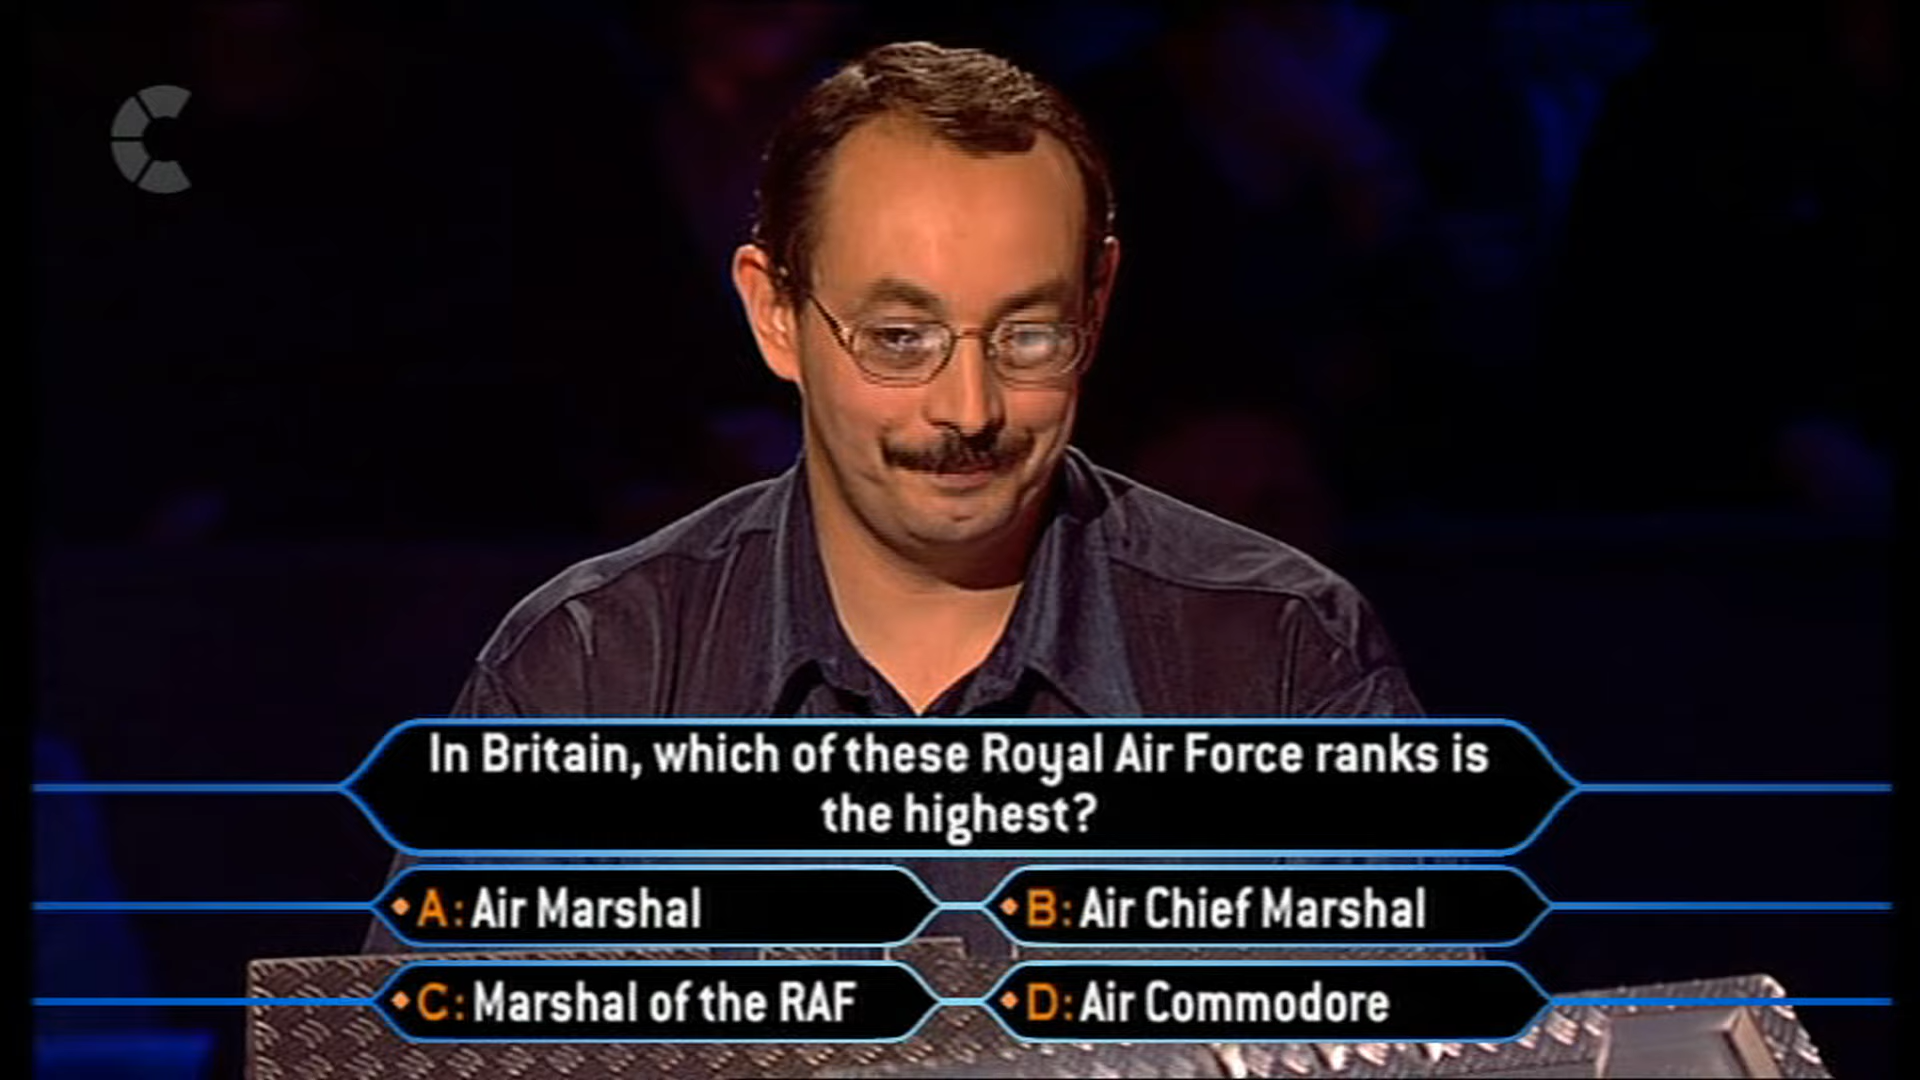 In Britain, which of these Royal Air Force ranks is
the highest?
A: Air Marshal
B: Air Chief Marshal
C: Marshal of the RAF
D: Air Commodore